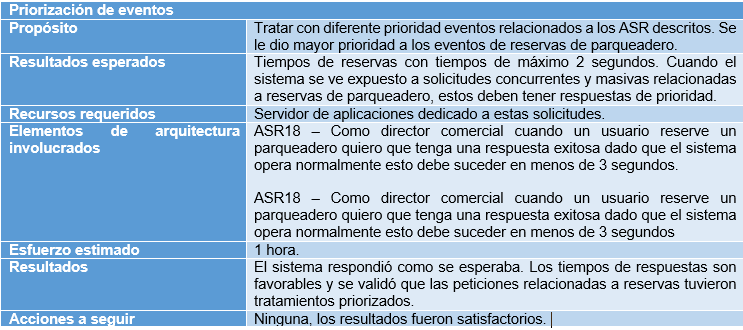 Priorización de eventos
Propósito
Tratar con diferente prioridad eventos relacionados a los ASR descritos. Se
le dio mayor prioridad a los eventos de reservas de parqueadero.
Resultados esperados
Tiempos de reservas con tiempos de máximo 2 segundos. Cuando el
sistema se ve expuesto a solicitudes concurrentes y masivas relacionadas
a reservas de parqueadero, estos deben tener respuestas de prioridad.
Recursos requeridos
Servidor de aplicaciones dedicado a estas solicitudes.
Elementos de arquitectura
involucrados
ASR18 – Como director comercial cuando un usuario reserve un
parqueadero quiero que tenga una respuesta exitosa dado que el sistema
opera normalmente esto debe suceder en menos de 3 segundos.
ASR18 – Como director comercial cuando un usuario reserve un
parqueadero quiero que tenga una respuesta exitosa dado que el sistema
opera normalmente esto debe suceder en menos de 3 segundos
Esfuerzo estimado
1 hora.
Resultados
El sistema respondió como se esperaba. Los tiempos de respuestas son
favorables y se validó que las peticiones relacionadas a reservas tuvieron
tratamientos priorizados.
Acciones a seguir
Ninguna, los resultados fueron satisfactorios.